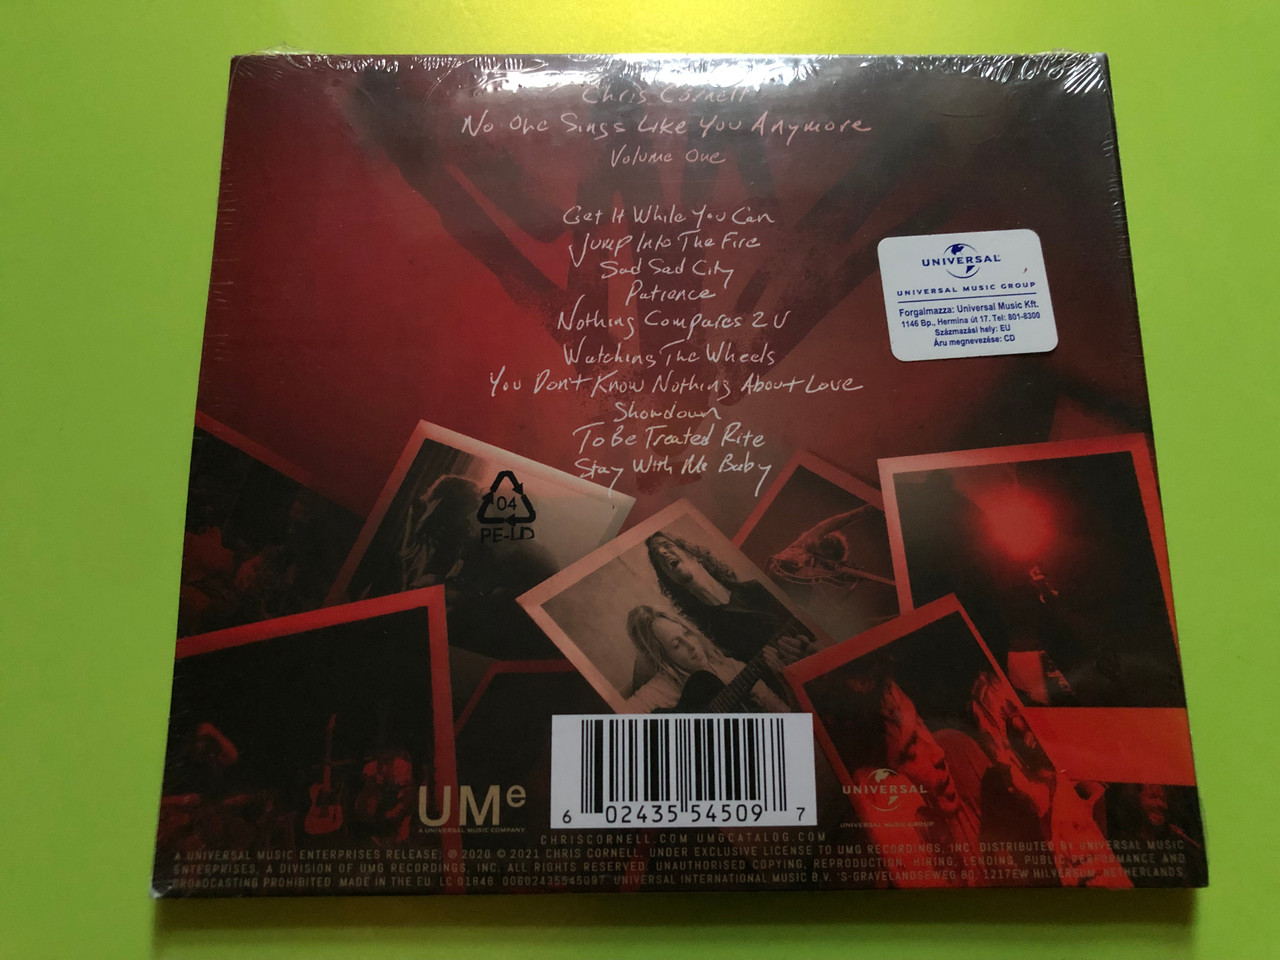 Chris Cornell
No One Sings Like You Anymore
Volume One
Get It While You Can
Jump Into The Fire
Sad Sad City
Patience
Nothing Compares 2 U
Watching The Wheels
You Don't Know Nothing About Love
Showdown
To Be Treated Rite
Stay With Me Baby
UNIVERSAL
UNIVERSAL MUSIC GROUP
Forgalmazza: Universal Music Kft.
1146 Bp., Hermina út 17. Tel: 801-8300
Származási hely: EU
Áru megnevezése: CD
04
PE-LD
UMe
A UNIVERSAL MUSIC COMPANY
6 02435 54509 7
UNIVERSAL
UNIVERSAL MUSIC GROUP
CHRISCORNELL.COM UMGCATALOG.COM
A UNIVERSAL MUSIC ENTERPRISES RELEASE; ℗ 2020 © 2021 CHRIS CORNELL. UNDER EXCLUSIVE LICENSE TO UMG RECORDINGS, INC. DISTRIBUTED BY UNIVERSAL MUSIC
ENTERPRISES, A DIVISION OF UMG RECORDINGS, INC. ALL RIGHTS RESERVED. UNAUTHORISED COPYING, REPRODUCTION, HIRING, LENDING, PUBLIC PERFORMANCE AND
BROADCASTING PROHIBITED. MADE IN THE EU. LC 01846. 00602435545097. UNIVERSAL INTERNATIONAL MUSIC B.V. 'S-GRAVELANDSEWEG 80, 1217EW HILVERSUM, NETHERLANDS